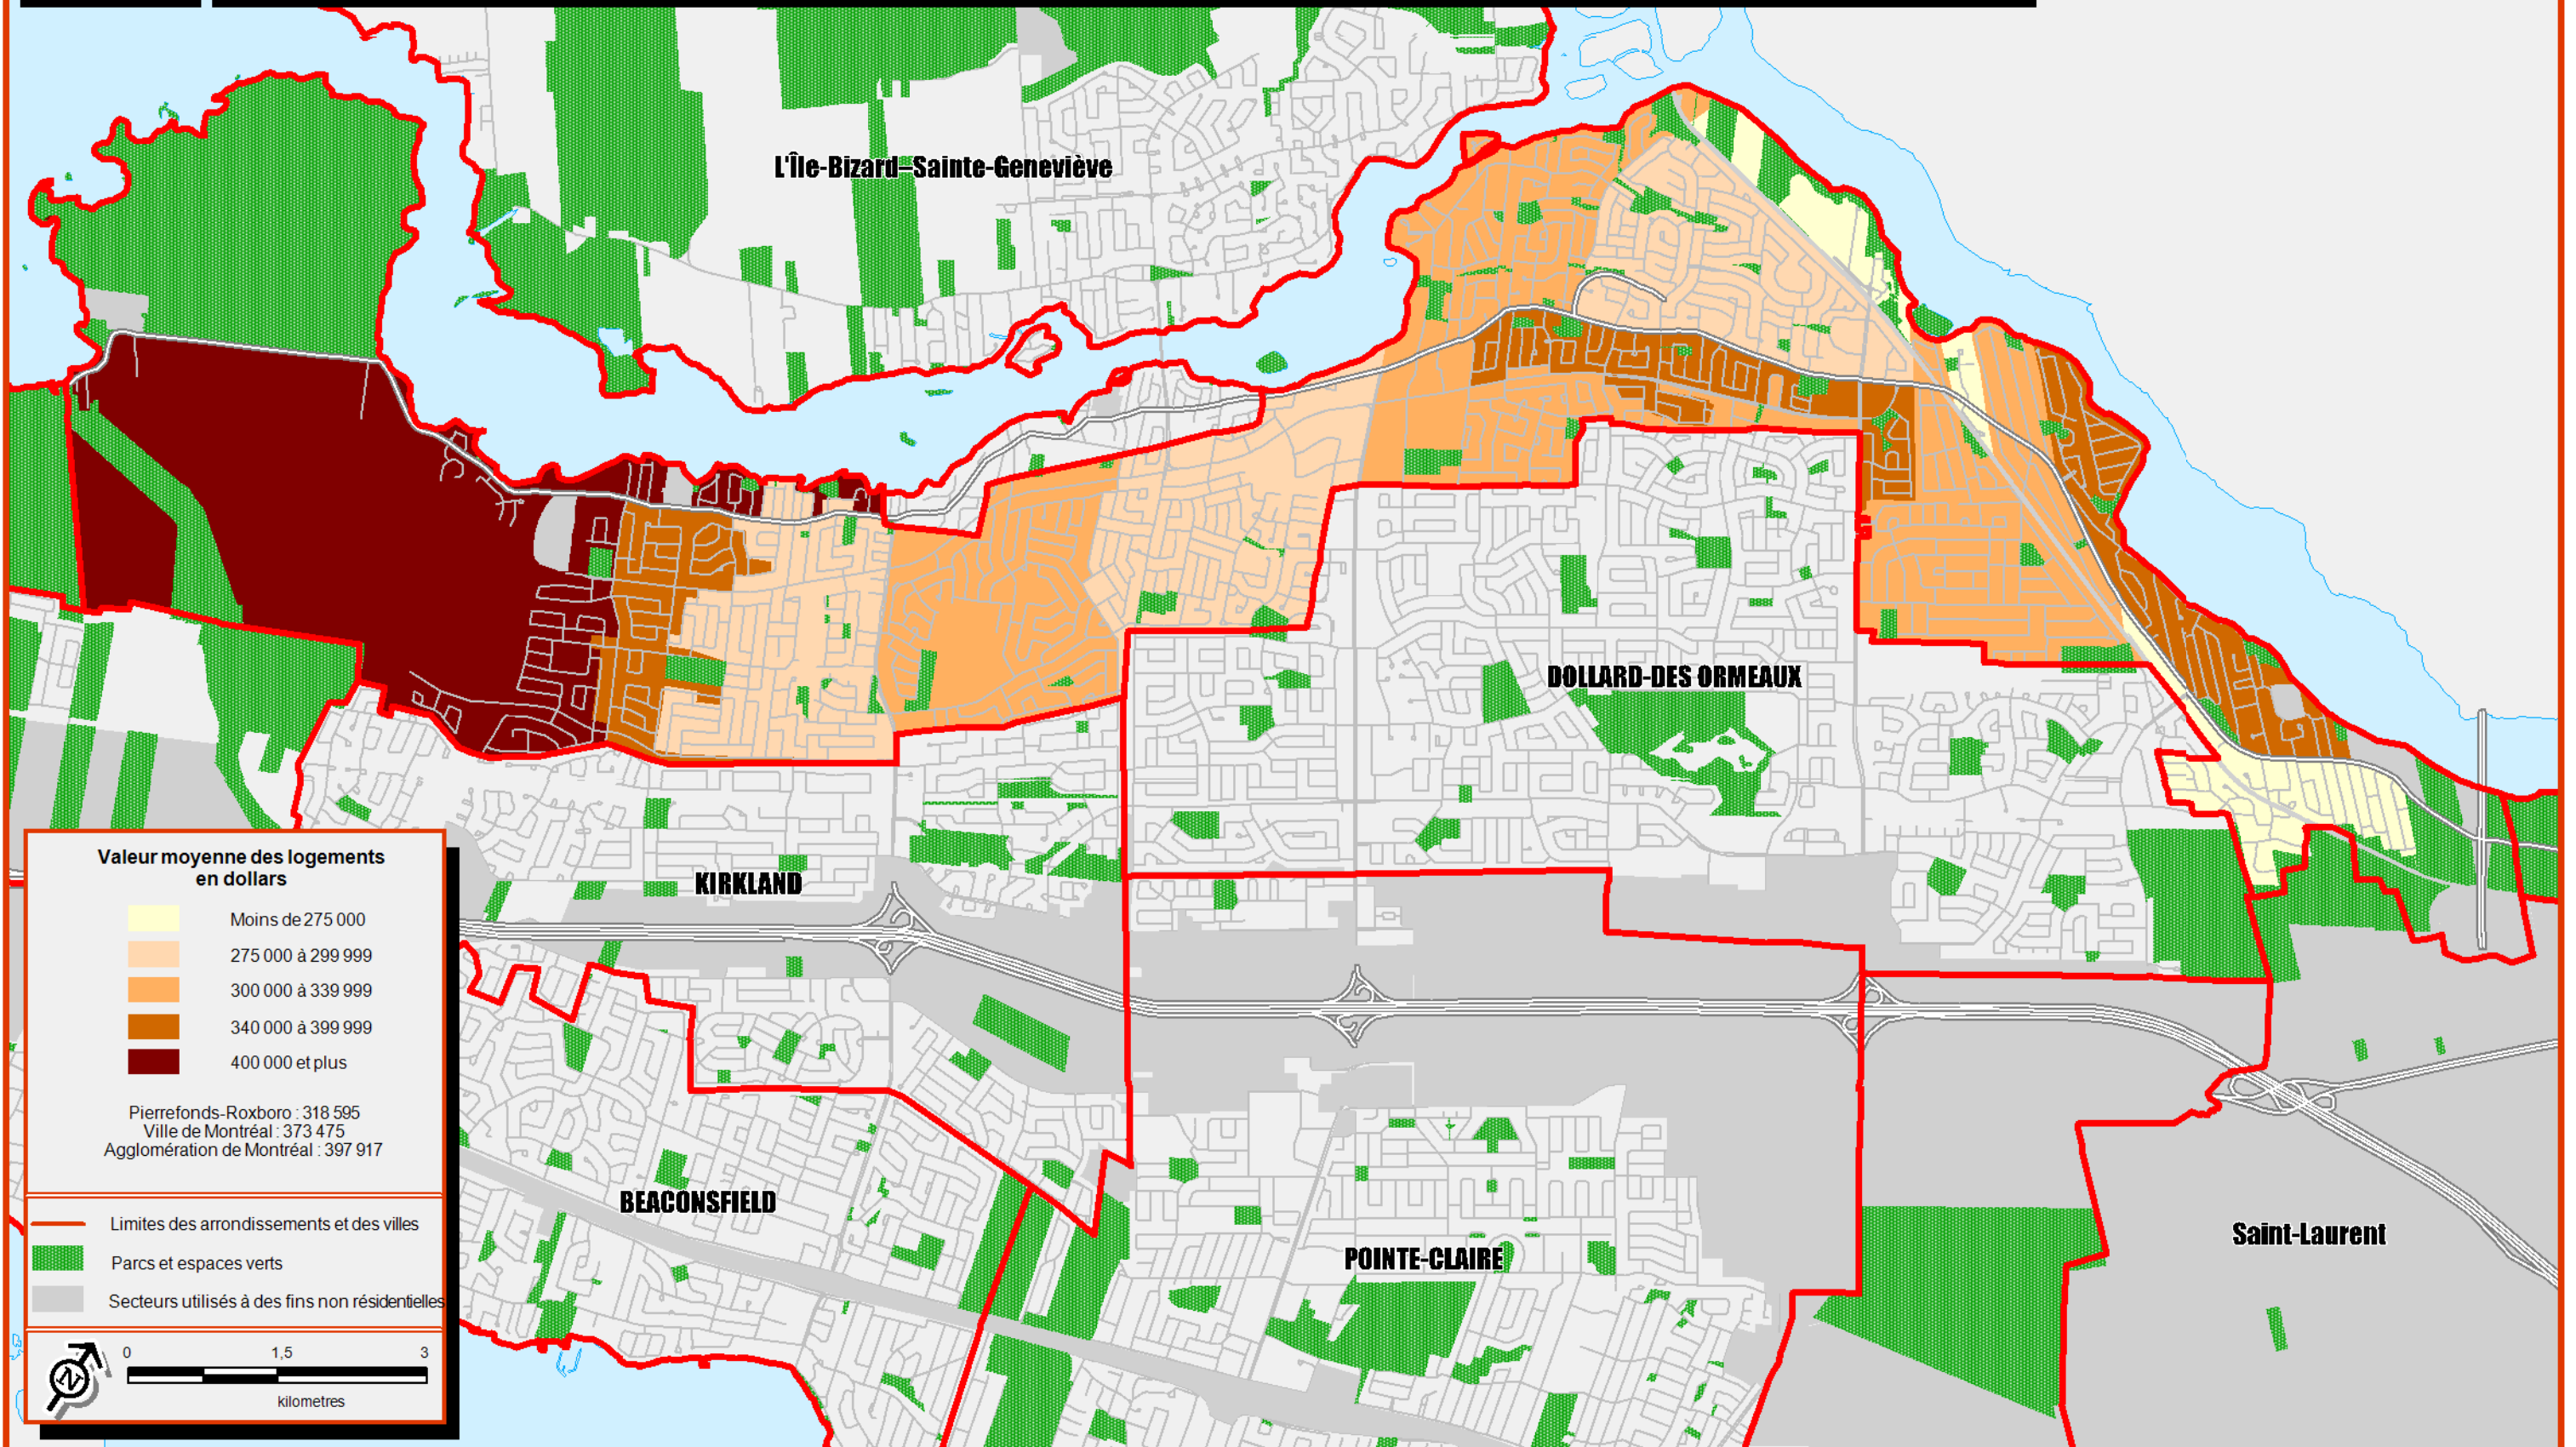 L'Île-Bizard–Sainte-Geneviève
DOLLARD-DES ORMEAUX
KIRKLAND
BEACONSFIELD
POINTE-CLAIRE
Saint-Laurent
Valeur moyenne des logements
en dollars
Moins de 275 000
275 000 à 299 999
300 000 à 339 999
340 000 à 399 999
400 000 et plus
Pierrefonds-Roxboro : 318 595
Ville de Montréal : 373 475
Agglomération de Montréal : 397 917
Limites des arrondissements et des villes
Parcs et espaces verts
Secteurs utilisés à des fins non résidentielles
N
0 1,5 3
kilometres